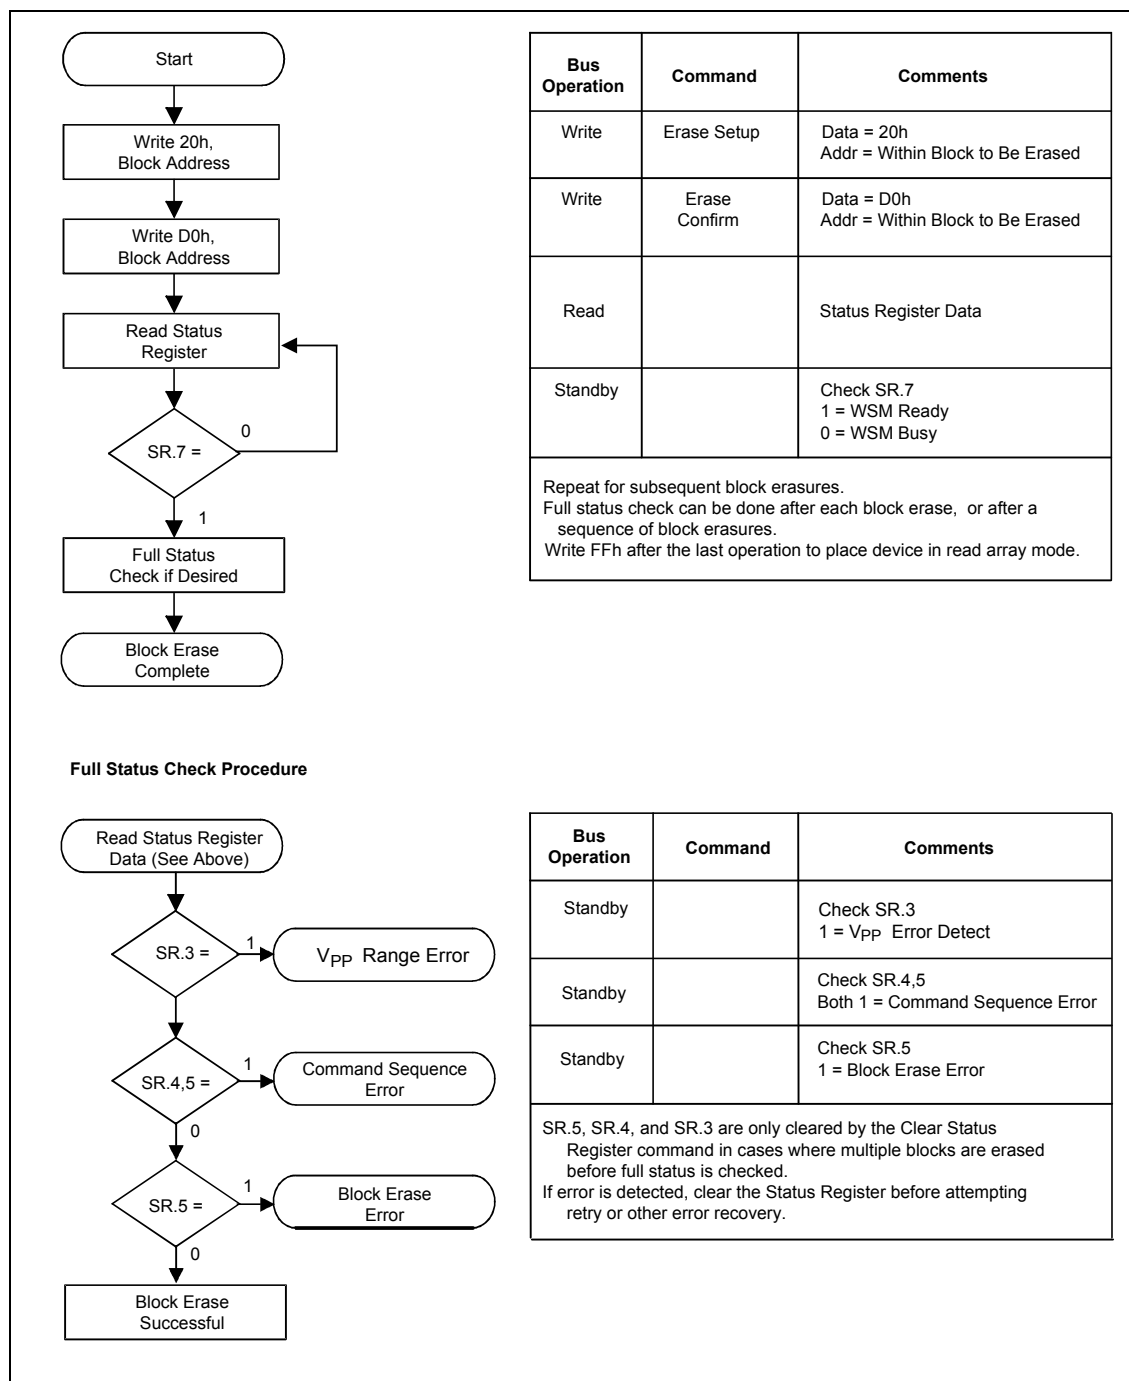 Start
Write 20h,
Block Address
Write D0h,
Block Address
Read Status
Register
0
SR.7 =
1
Full Status
Check if Desired
Block Erase
Complete
Bus
Operation
Command
Comments
Write
Erase Setup
Data = 20h
Addr = Within Block to Be Erased
Write
Erase
Confirm
Data = D0h
Addr = Within Block to Be Erased
Read
Status Register Data
Standby
Check SR.7
1 = WSM Ready
0 = WSM Busy
Repeat for subsequent block erasures.
Full status check can be done after each block erase, or after a
sequence of block erasures.
Write FFh after the last operation to place device in read array mode.
Full Status Check Procedure
Read Status Register
Data (See Above)
SR.3 =
1
VPP Range Error
SR.4,5 =
1
Command Sequence
Error
0
SR.5 =
1
Block Erase
Error
0
Block Erase
Successful
Bus
Operation
Command
Comments
Standby
Check SR.3
1 = VPP Error Detect
Standby
Check SR.4,5
Both 1 = Command Sequence Error
Standby
Check SR.5
1 = Block Erase Error
SR.5, SR.4, and SR.3 are only cleared by the Clear Status
Register command in cases where multiple blocks are erased
before full status is checked.
If error is detected, clear the Status Register before attempting
retry or other error recovery.